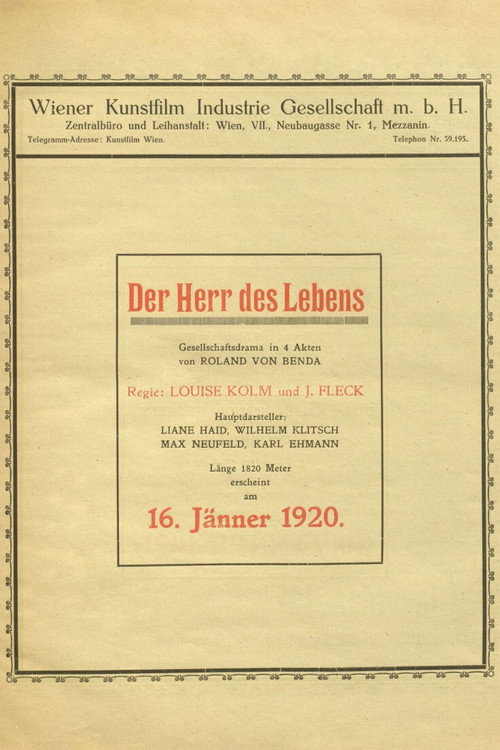 Wiener Kunstfilm Industrie Gesellschaft m. b. H.
Zentralbüro und Leihanstalt: Wien, VII., Neubaugasse Nr. 1, Mezzanin.
Telegramm-Adresse: Kunstfilm Wien. Telephon Nr. 39.195.
Der Herr des Lebens
Gesellschaftsdrama in 4 Akten
von ROLAND VON BENDA
Regie: LOUISE KOLM und J. FLECK
Hauptdarsteller:
LIANE HAID, WILHELM KLITSCH
MAX NEUFELD, KARL EHMANN
Länge 1820 Meter
erscheint
am
16. Jänner 1920.